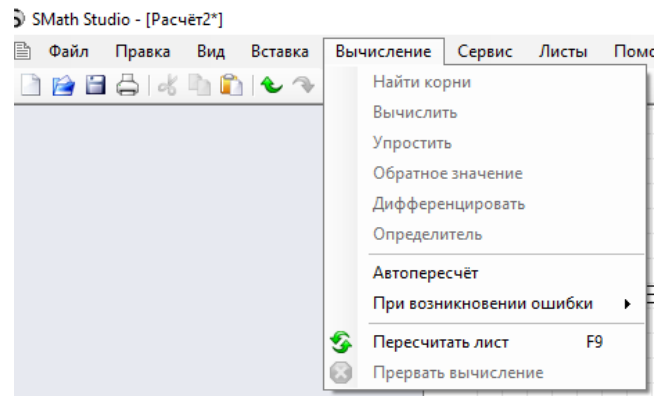 SMath Studio - [Расчёт2*]
Файл Правка Вид Вставка Вычисление Сервис Листы
Найти корни
Вычислить
Упростить
Обратное значение
Дифференцировать
Определитель
Автопересчёт
При возникновении ошибки
Пересчитать лист F9
Прервать вычисление